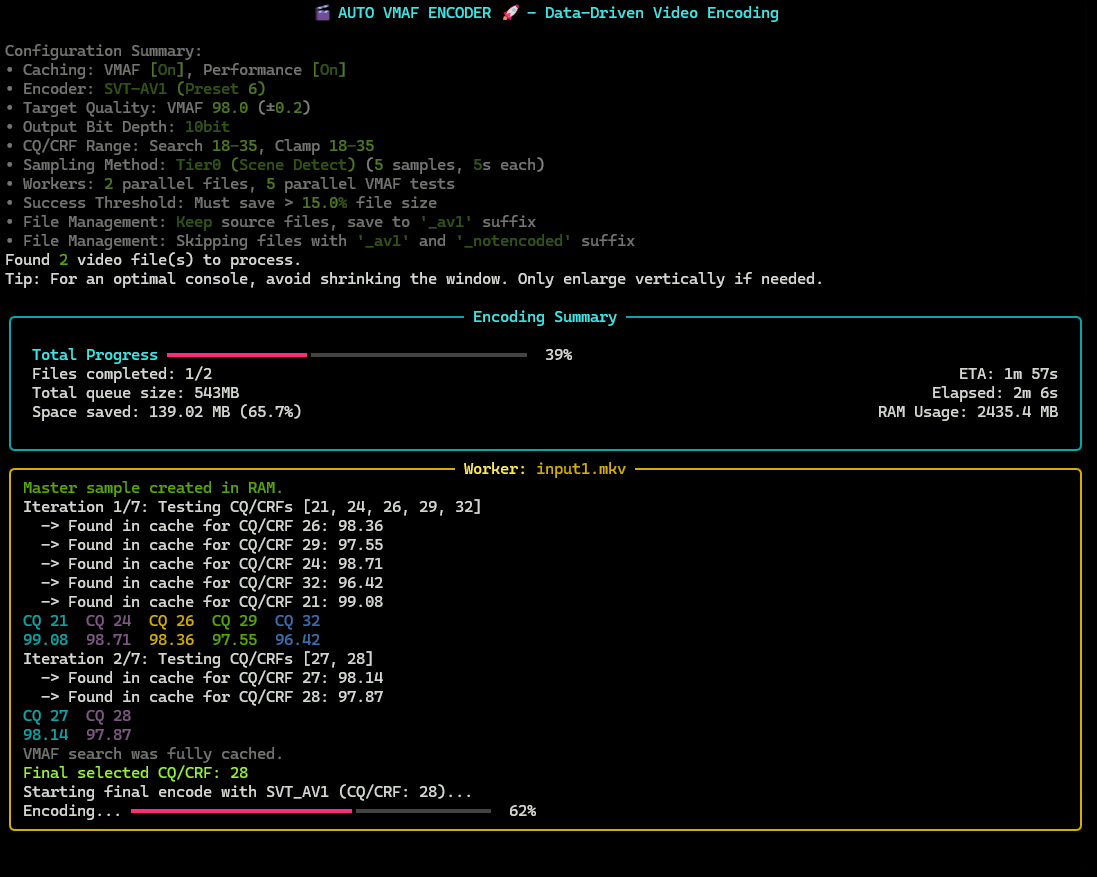 🎬 AUTO VMAF ENCODER 🚀 - Data-Driven Video Encoding
Configuration Summary:
• Caching: VMAF [On], Performance [On]
• Encoder: SVT-AV1 (Preset 6)
• Target Quality: VMAF 98.0 (±0.2)
• Output Bit Depth: 10bit
• CQ/CRF Range: Search 18-35, Clamp 18-35
• Sampling Method: Tier0 (Scene Detect) (5 samples, 5s each)
• Workers: 2 parallel files, 5 parallel VMAF tests
• Success Threshold: Must save > 15.0% file size
• File Management: Keep source files, save to '_av1' suffix
• File Management: Skipping files with '_av1' and '_notencoded' suffix
Found 2 video file(s) to process.
Tip: For an optimal console, avoid shrinking the window. Only enlarge vertically if needed.
Encoding Summary
Total Progress 39%
Files completed: 1/2 ETA: 1m 57s
Total queue size: 543MB Elapsed: 2m 6s
Space saved: 139.02 MB (65.7%) RAM Usage: 2435.4 MB
Worker: input1.mkv
Master sample created in RAM.
Iteration 1/7: Testing CQ/CRFs [21, 24, 26, 29, 32]
-> Found in cache for CQ/CRF 26: 98.36
-> Found in cache for CQ/CRF 29: 97.55
-> Found in cache for CQ/CRF 24: 98.71
-> Found in cache for CQ/CRF 32: 96.42
-> Found in cache for CQ/CRF 21: 99.08
CQ 21 CQ 24 CQ 26 CQ 29 CQ 32
99.08 98.71 98.36 97.55 96.42
Iteration 2/7: Testing CQ/CRFs [27, 28]
-> Found in cache for CQ/CRF 27: 98.14
-> Found in cache for CQ/CRF 28: 97.87
CQ 27 CQ 28
98.14 97.87
VMAF search was fully cached.
Final selected CQ/CRF: 28
Starting final encode with SVT_AV1 (CQ/CRF: 28)...
Encoding... 62%